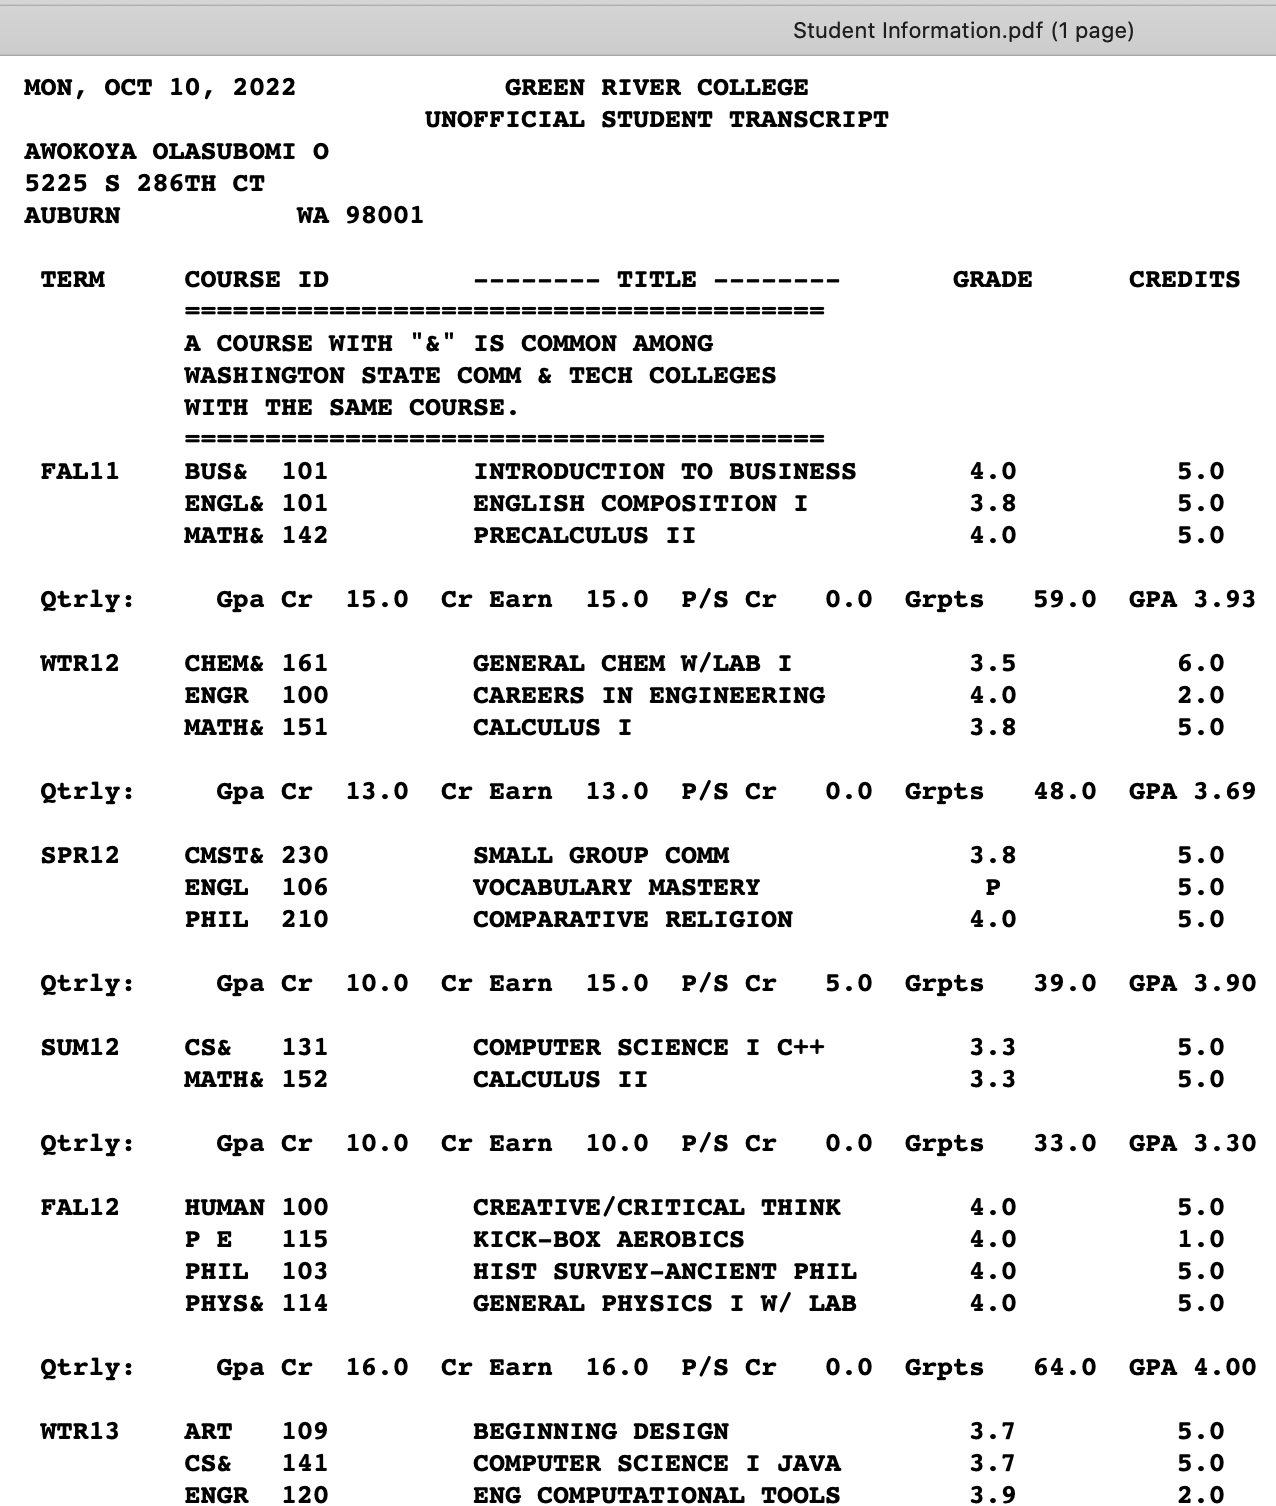 Student Information.pdf (1 page)
MON, OCT 10, 2022 GREEN RIVER COLLEGE
UNOFFICIAL STUDENT TRANSCRIPT
AWOKOYA OLASUBOMI O
5225 S 286TH CT
AUBURN WA 98001
TERM COURSE ID -------- TITLE -------- GRADE CREDITS
========================================
A COURSE WITH "&" IS COMMON AMONG
WASHINGTON STATE COMM & TECH COLLEGES
WITH THE SAME COURSE.
========================================
FAL11 BUS& 101 INTRODUCTION TO BUSINESS 4.0 5.0
ENGL& 101 ENGLISH COMPOSITION I 3.8 5.0
MATH& 142 PRECALCULUS II 4.0 5.0
Qtrly: Gpa Cr 15.0 Cr Earn 15.0 P/S Cr 0.0 Grpts 59.0 GPA 3.93
WTR12 CHEM& 161 GENERAL CHEM W/LAB I 3.5 6.0
ENGR 100 CAREERS IN ENGINEERING 4.0 2.0
MATH& 151 CALCULUS I 3.8 5.0
Qtrly: Gpa Cr 13.0 Cr Earn 13.0 P/S Cr 0.0 Grpts 48.0 GPA 3.69
SPR12 CMST& 230 SMALL GROUP COMM 3.8 5.0
ENGL 106 VOCABULARY MASTERY P 5.0
PHIL 210 COMPARATIVE RELIGION 4.0 5.0
Qtrly: Gpa Cr 10.0 Cr Earn 15.0 P/S Cr 5.0 Grpts 39.0 GPA 3.90
SUM12 CS& 131 COMPUTER SCIENCE I C++ 3.3 5.0
MATH& 152 CALCULUS II 3.3 5.0
Qtrly: Gpa Cr 10.0 Cr Earn 10.0 P/S Cr 0.0 Grpts 33.0 GPA 3.30
FAL12 HUMAN 100 CREATIVE/CRITICAL THINK 4.0 5.0
P E 115 KICK-BOX AEROBICS 4.0 1.0
PHIL 103 HIST SURVEY-ANCIENT PHIL 4.0 5.0
PHYS& 114 GENERAL PHYSICS I W/ LAB 4.0 5.0
Qtrly: Gpa Cr 16.0 Cr Earn 16.0 P/S Cr 0.0 Grpts 64.0 GPA 4.00
WTR13 ART 109 BEGINNING DESIGN 3.7 5.0
CS& 141 COMPUTER SCIENCE I JAVA 3.7 5.0
ENGR 120 ENG COMPUTATIONAL TOOLS 3.9 2.0